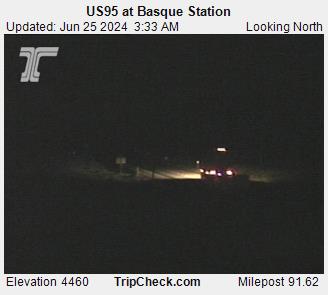 US95 at Basque Station
Updated: Jun 25 2024 3:33 AM Looking North
Elevation 4460 TripCheck.com Milepost 91.62